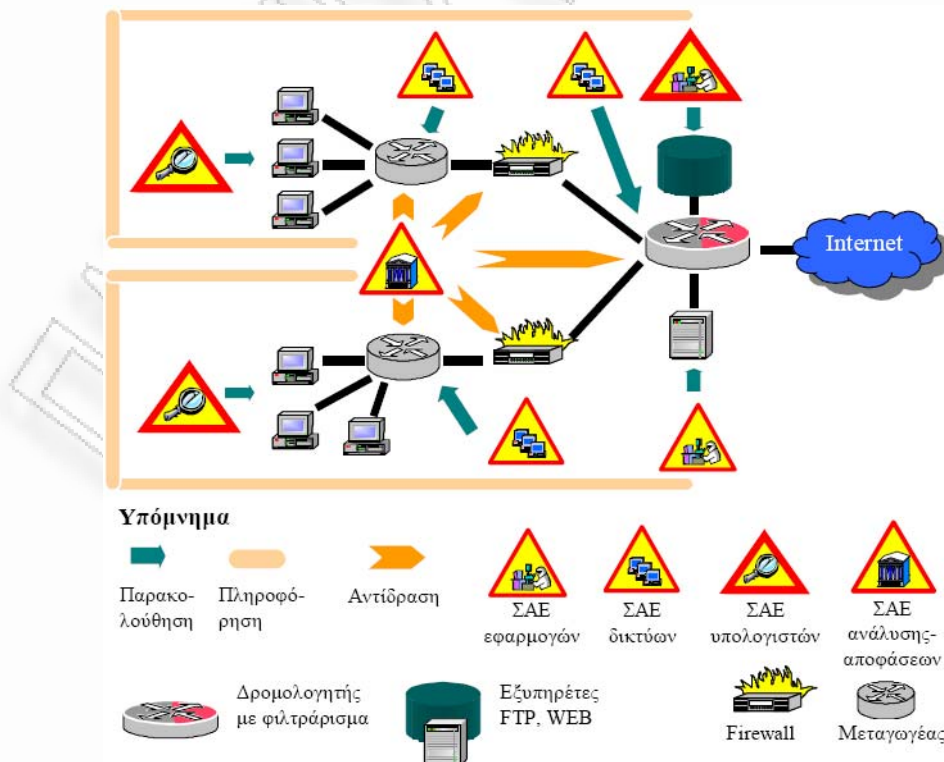 Internet
Υπόμνημα
Παρακο-
λούθηση
Πληροφό-
ρηση
Αντίδραση
ΣΑΕ
εφαρμογών
ΣΑΕ
δικτύων
ΣΑΕ
υπολογιστών
ΣΑΕ
ανάλυσης-
αποφάσεων
Δρομολογητής
με φιλτράρισμα
Εξυπηρέτες
FTP, WEB
Firewall
Μεταγωγέας